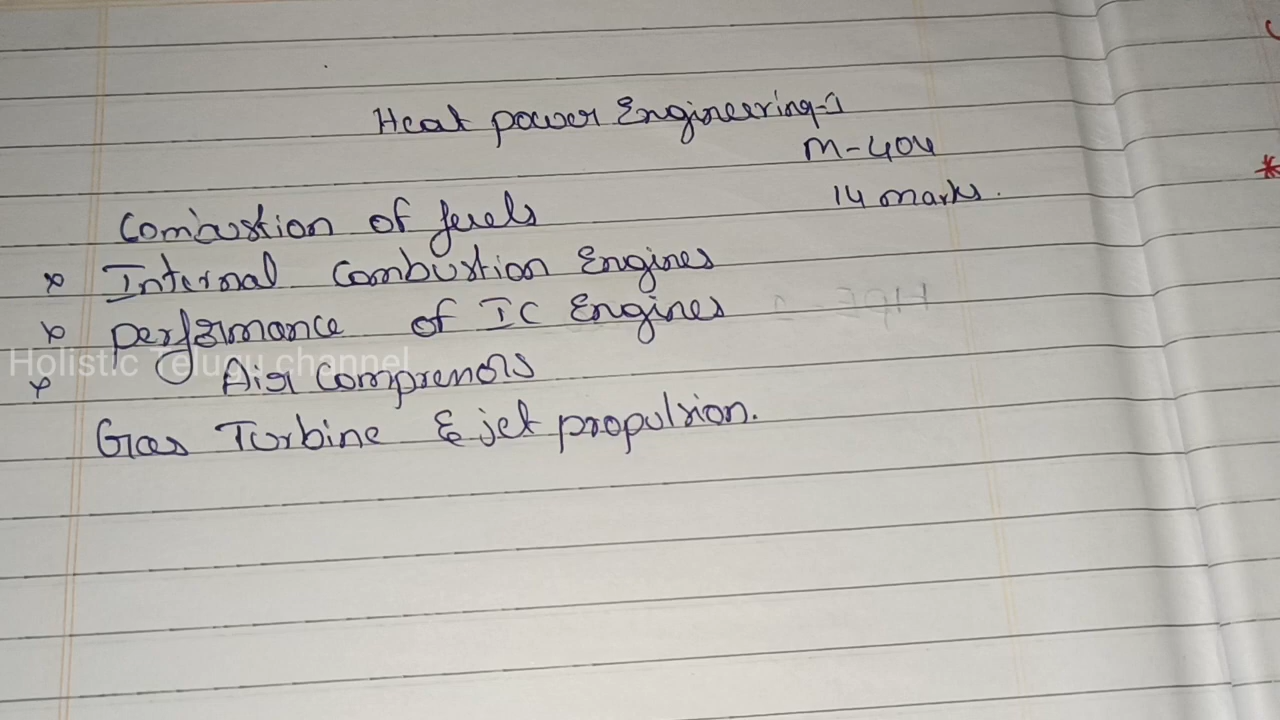 Heat power Engineering-1
M-404
14 marks.
Combustion of fuels
x Internal Combustion Engines
x performance of IC Engines
Holistic Telugu channel
x Air Compressors
Gas Turbine & jet propulsion.